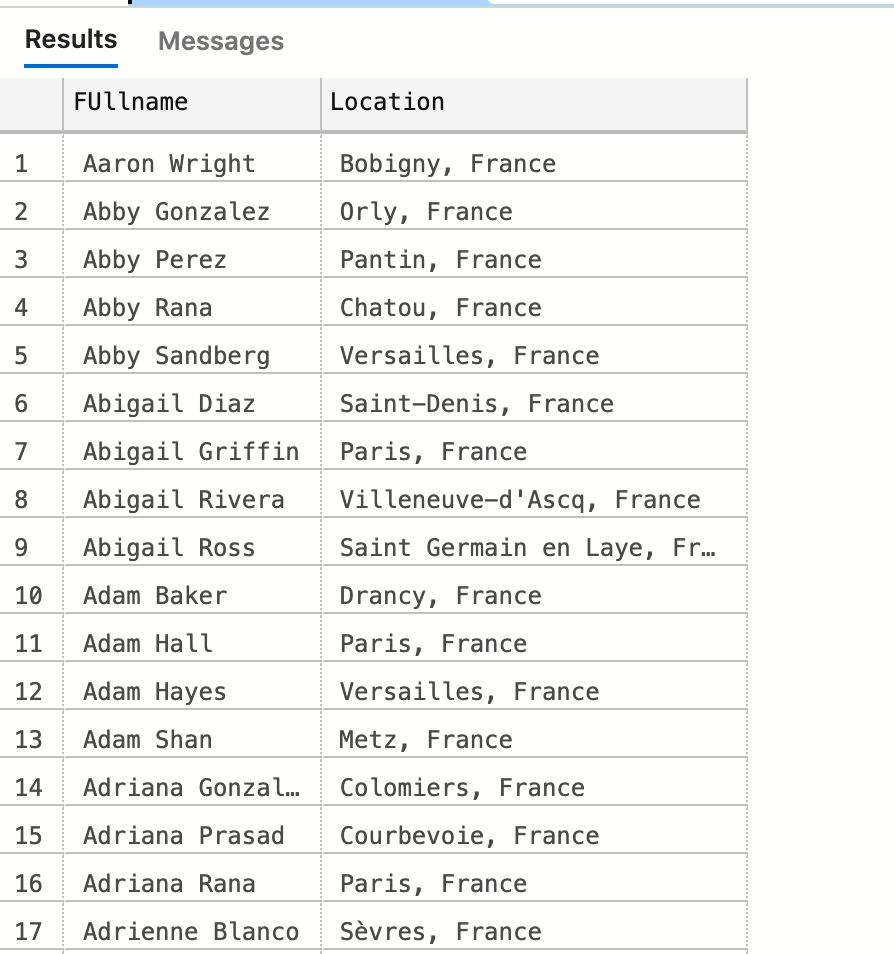 Results Messages
FUllname Location
1 Aaron Wright Bobigny, France
2 Abby Gonzalez Orly, France
3 Abby Perez Pantin, France
4 Abby Rana Chatou, France
5 Abby Sandberg Versailles, France
6 Abigail Diaz Saint-Denis, France
7 Abigail Griffin Paris, France
8 Abigail Rivera Villeneuve-d'Ascq, France
9 Abigail Ross Saint Germain en Laye, Fr…
10 Adam Baker Drancy, France
11 Adam Hall Paris, France
12 Adam Hayes Versailles, France
13 Adam Shan Metz, France
14 Adriana Gonzal… Colomiers, France
15 Adriana Prasad Courbevoie, France
16 Adriana Rana Paris, France
17 Adrienne Blanco Sèvres, France